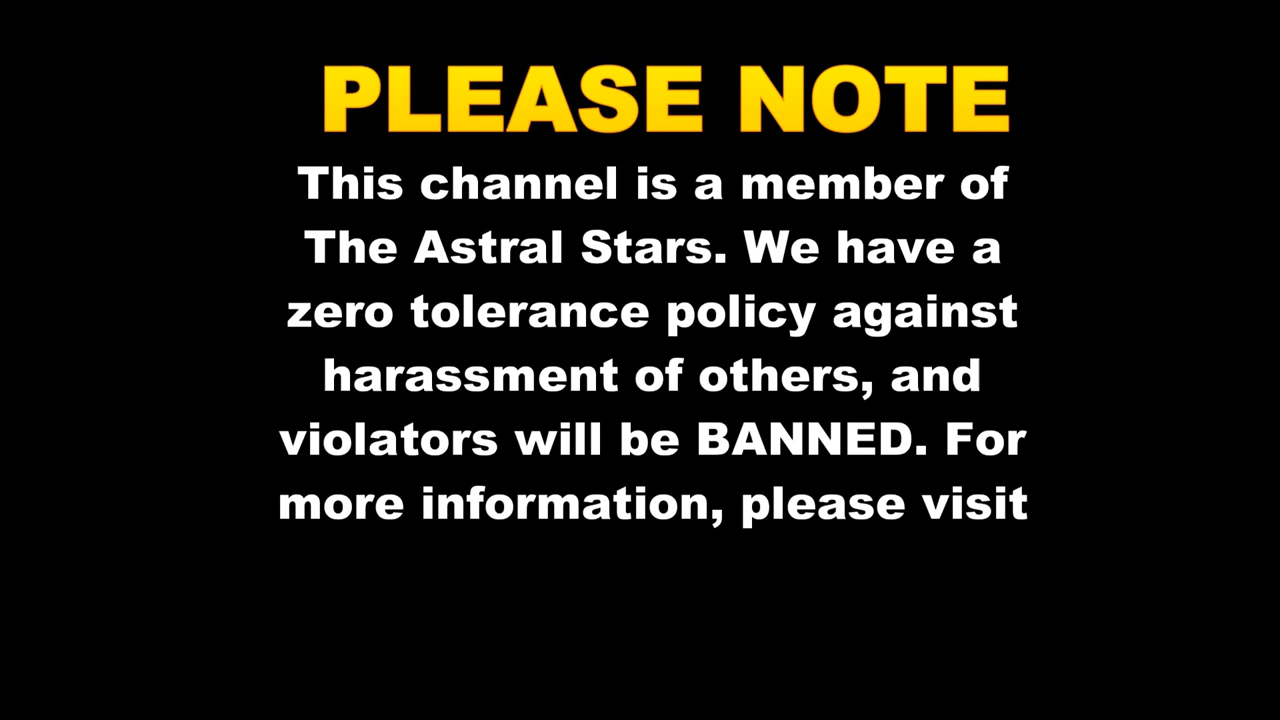 PLEASE NOTE
This channel is a member of
The Astral Stars. We have a
zero tolerance policy against
harassment of others, and
violators will be BANNED. For
more information, please visit